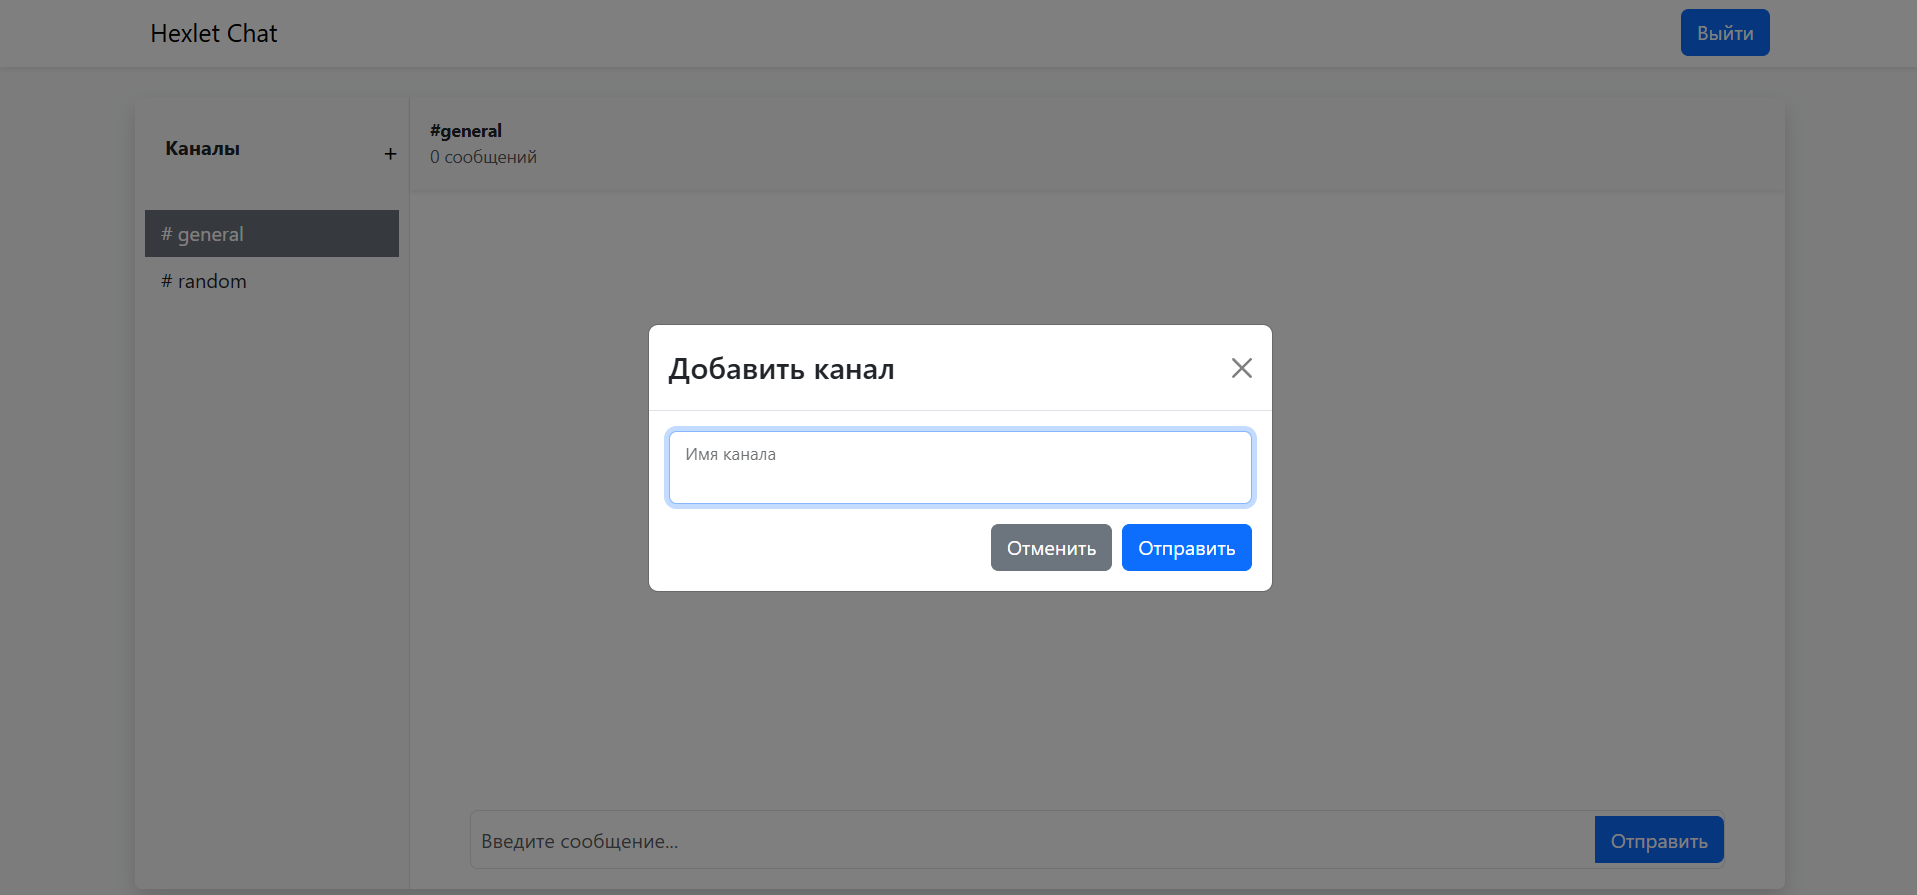 Hexlet Chat
Выйти
Каналы
+
# general
# random
#general
0 сообщений
Добавить канал
Имя канала
Отменить
Отправить
Введите сообщение...
Отправить